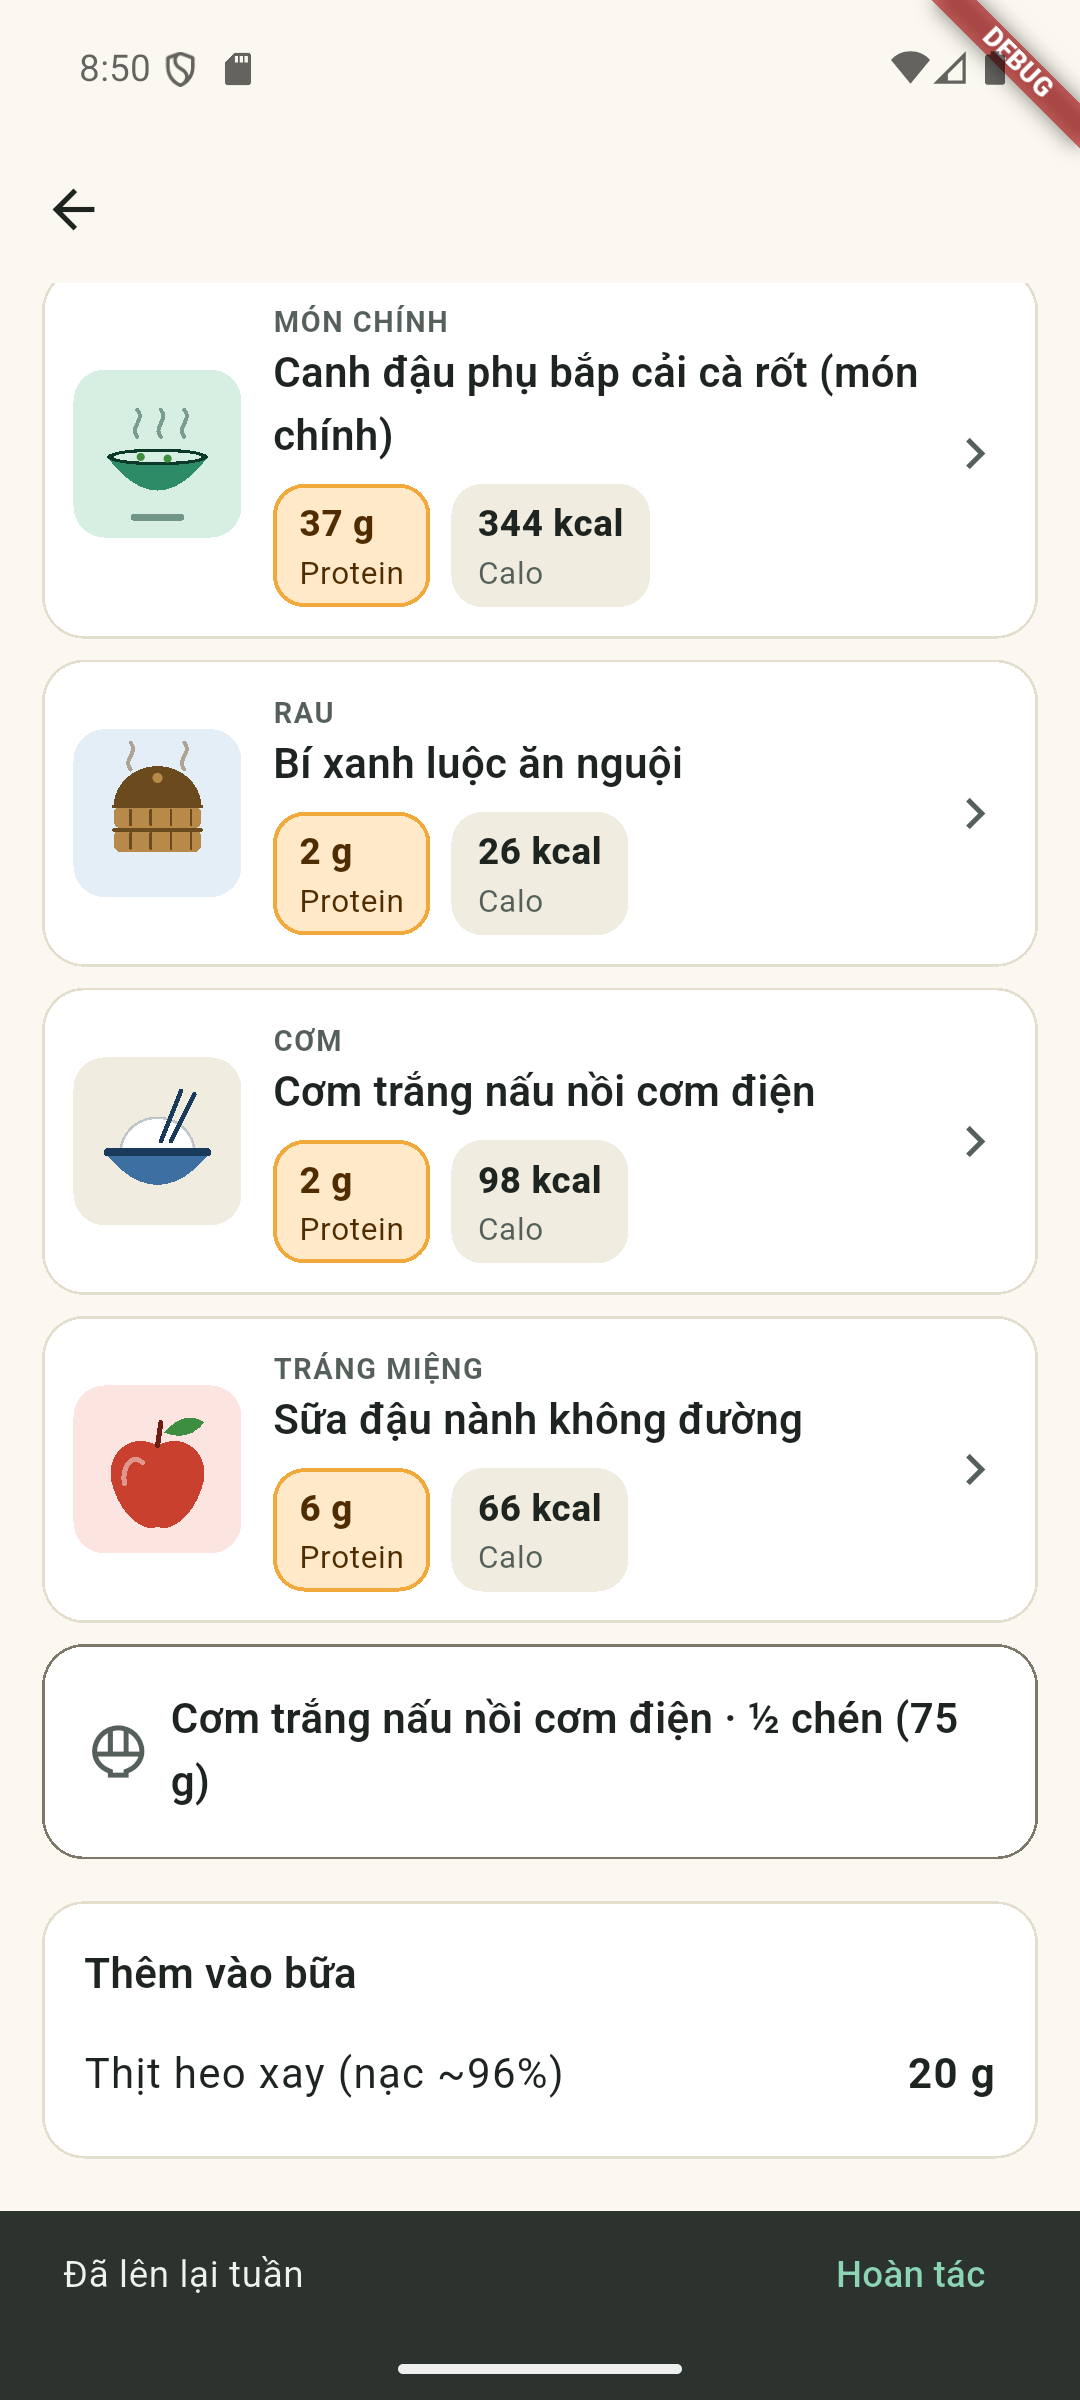 8:50
DEBUG
MÓN CHÍNH
Canh đậu phụ bắp cải cà rốt (món
chính)
37 g
344 kcal
Protein
Calo
RAU
Bí xanh luộc ăn nguội
2 g
26 kcal
Protein
Calo
CƠM
Cơm trắng nấu nồi cơm điện
2 g
98 kcal
Protein
Calo
TRÁNG MIỆNG
Sữa đậu nành không đường
6 g
66 kcal
Protein
Calo
Cơm trắng nấu nồi cơm điện · ½ chén (75
g)
Thêm vào bữa
Thịt heo xay (nạc ~96%)
20 g
Đã lên lại tuần
Hoàn tác